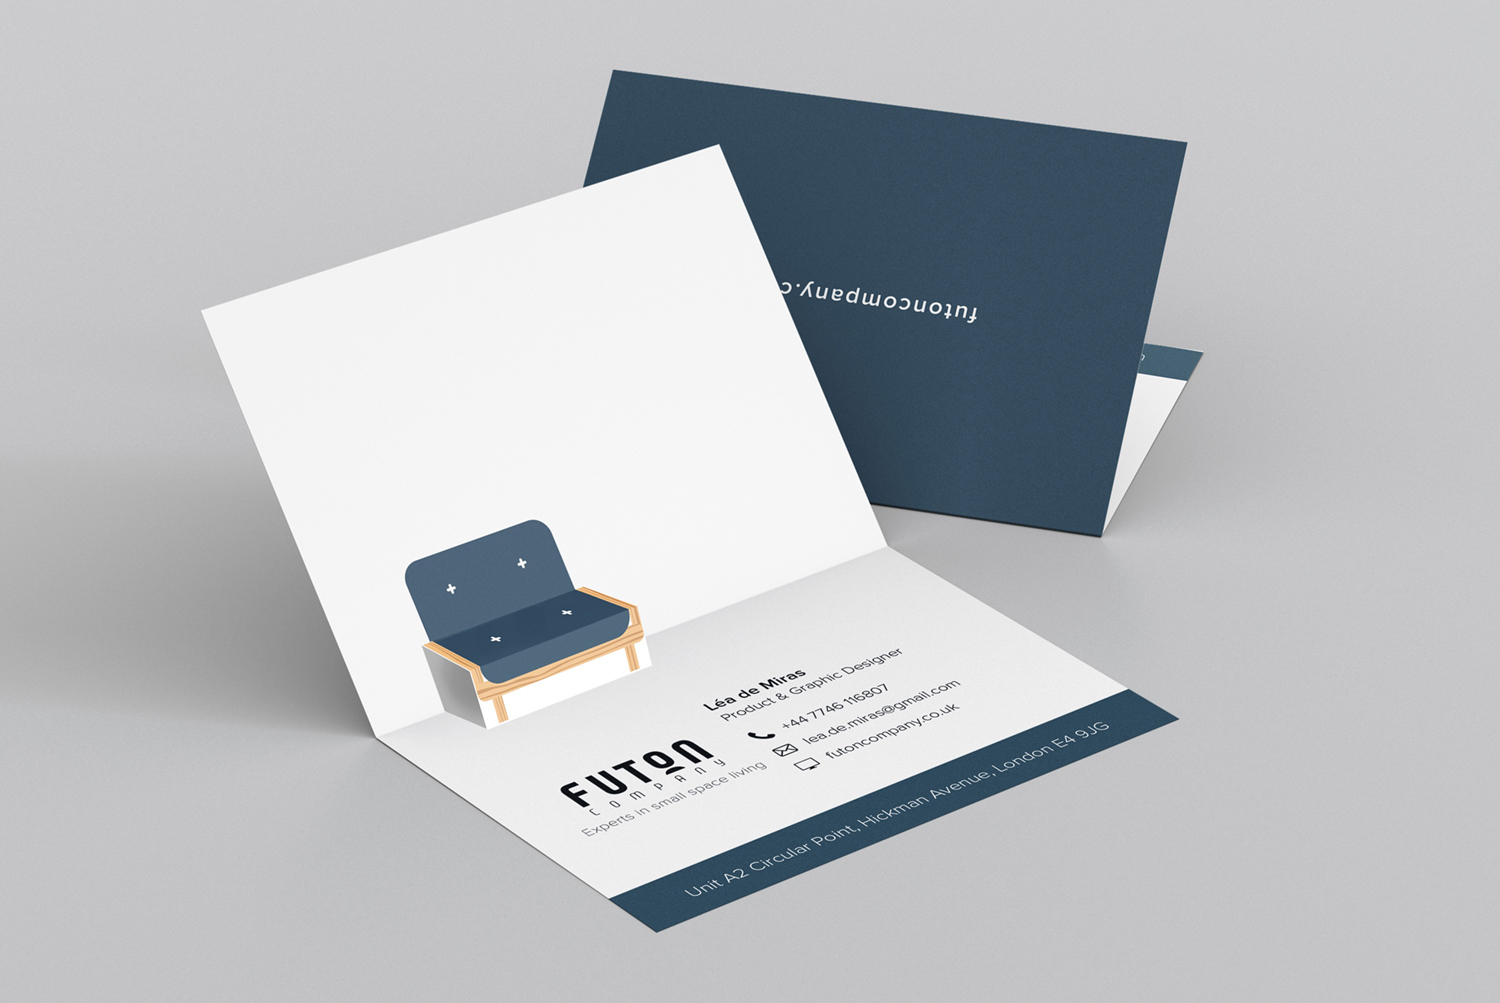 futoncompany.c
Léa de Miras
Product & Graphic Designer
+44 7746 116807
lea.de.miras@gmail.com
futoncompany.co.uk
FUTON
COMPANY
Experts in small space living
Unit A2 Circular Point, Hickman Avenue, London E4 9JG